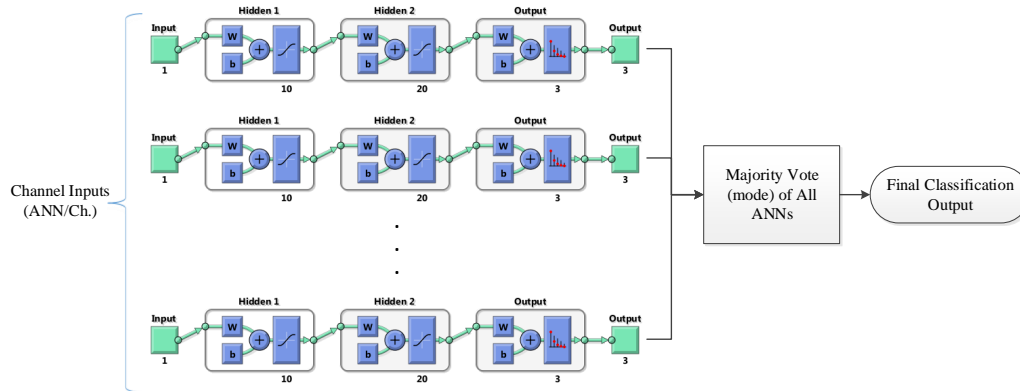 Input Hidden 1 Hidden 2 Output Output
W W W
b b b
1 10 20 3 3
Input Hidden 1 Hidden 2 Output Output
W W W
b b b
1 10 20 3 3
Channel Inputs
(ANN/Ch.)
Majority Vote
(mode) of All
ANNs
Final Classification
Output
Input Hidden 1 Hidden 2 Output Output
W W W
b b b
1 10 20 3 3